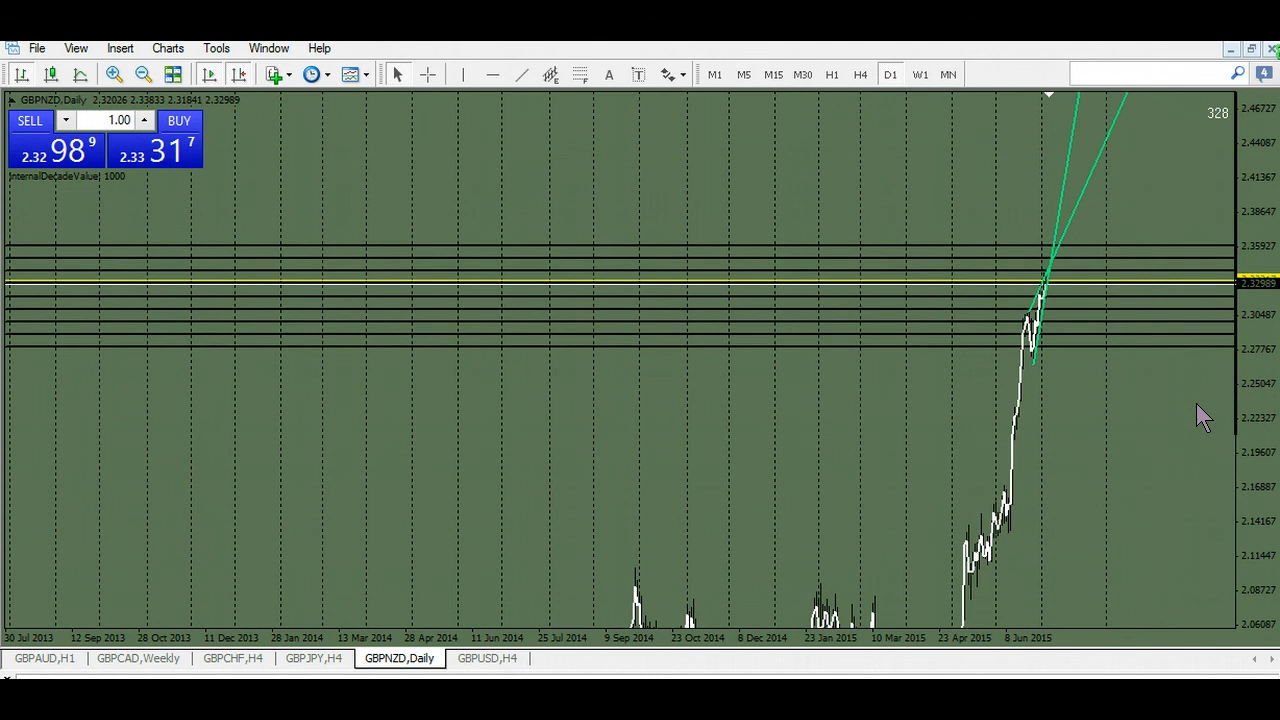 File View Insert Charts Tools Window Help
A T M1 M5 M15 M30 H1 H4 D1 W1 MN 4
GBPNZD,Daily 2.32026 2.33833 2.31841 2.32989
SELL 1.00 BUY
2.32 98 9 2.33 31 7
InternalDecadeValue| 1000
328
2.46727
2.44087
2.41367
2.38647
2.35927
2.32989
2.30487
2.27767
2.25047
2.22327
2.19607
2.16887
2.14167
2.11447
2.08727
2.06087
30 Jul 2013 12 Sep 2013 28 Oct 2013 11 Dec 2013 28 Jan 2014 13 Mar 2014 28 Apr 2014 11 Jun 2014 25 Jul 2014 9 Sep 2014 23 Oct 2014 8 Dec 2014 23 Jan 2015 10 Mar 2015 23 Apr 2015 8 Jun 2015
GBPAUD,H1 GBPCAD,Weekly GBPCHF,H4 GBPJPY,H4 GBPNZD,Daily GBPUSD,H4